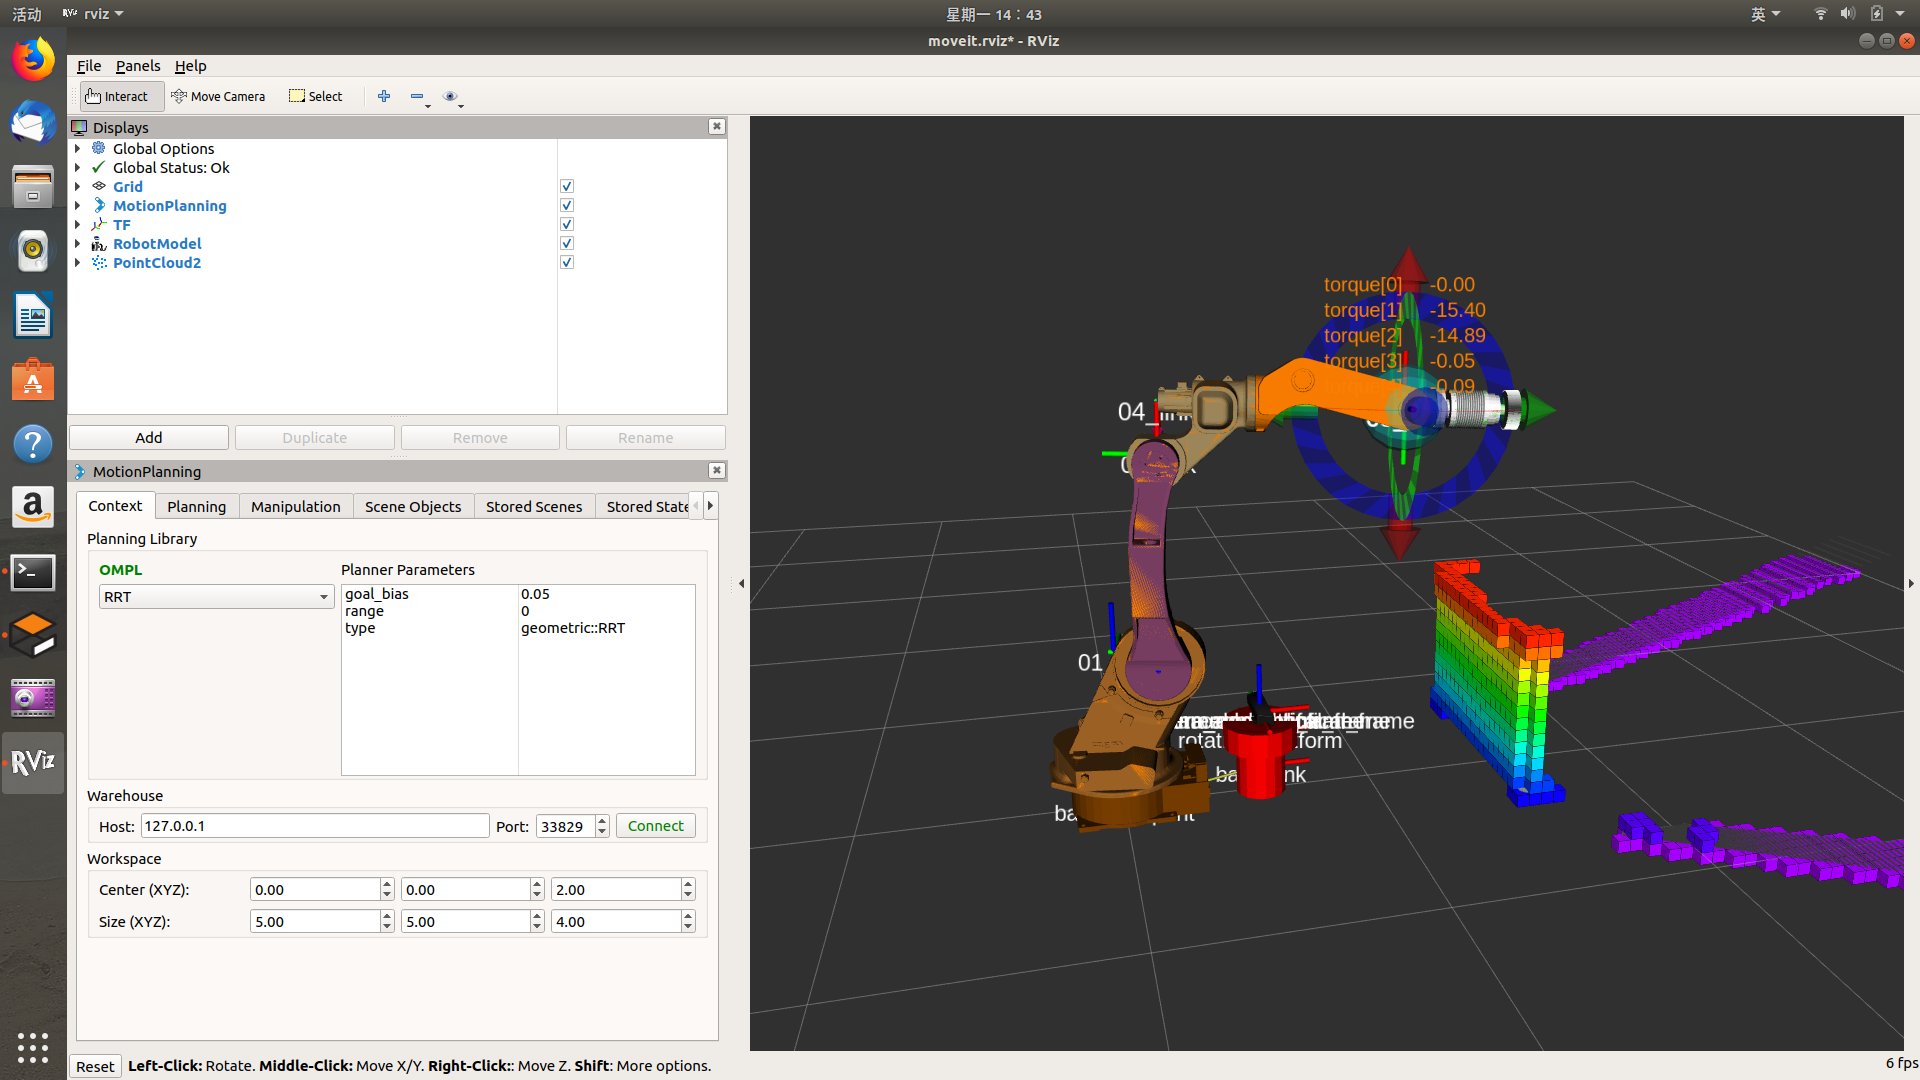 活动 rviz 星期一 14：43 英
moveit.rviz* - RViz
File Panels Help
Interact Move Camera Select
Displays
Global Options
Global Status: Ok
Grid
MotionPlanning
TF
RobotModel
PointCloud2
Add Duplicate Remove Rename
MotionPlanning
Context Planning Manipulation Scene Objects Stored Scenes Stored State
Planning Library
OMPL Planner Parameters
RRT
goal_bias 0.05
range 0
type geometric::RRT
Warehouse
Host: 127.0.0.1 Port: 33829 Connect
Workspace
Center (XYZ): 0.00 0.00 2.00
Size (XYZ): 5.00 5.00 4.00
Reset Left-Click: Rotate. Middle-Click: Move X/Y. Right-Click:: Move Z. Shift: More options.
6 fps
RViz
torque[0] -0.00
torque[1] -15.40
torque[2] -14.89
torque[3] -0.05
-0.09
04
01